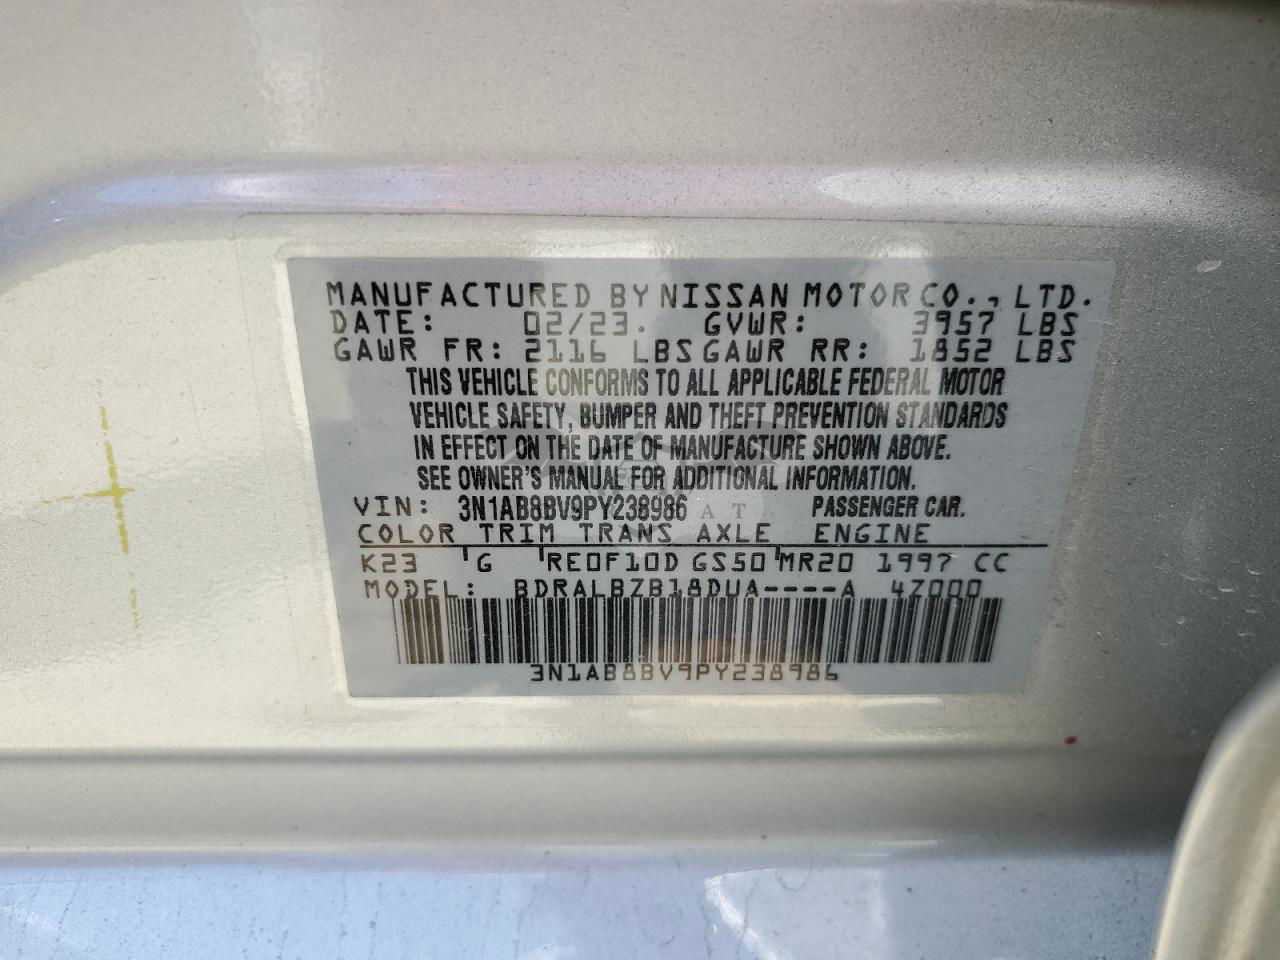 MANUFACTURED BY NISSAN MOTOR CO., LTD.
DATE: 02/23. GVWR: 3957 LBS
GAWR FR: 2116 LBS GAWR RR: 1852 LBS
THIS VEHICLE CONFORMS TO ALL APPLICABLE FEDERAL MOTOR
VEHICLE SAFETY, BUMPER AND THEFT PREVENTION STANDARDS
IN EFFECT ON THE DATE OF MANUFACTURE SHOWN ABOVE.
SEE OWNER'S MANUAL FOR ADDITIONAL INFORMATION.
VIN: 3N1AB8BV9PY238986 PASSENGER CAR.
COLOR TRIM TRANS AXLE ENGINE
K23 G RE0F10D GS50 MR20 1997 CC
MODEL: BDRALBZB18DUA----A 4Z000
3N1AB8BV9PY238986